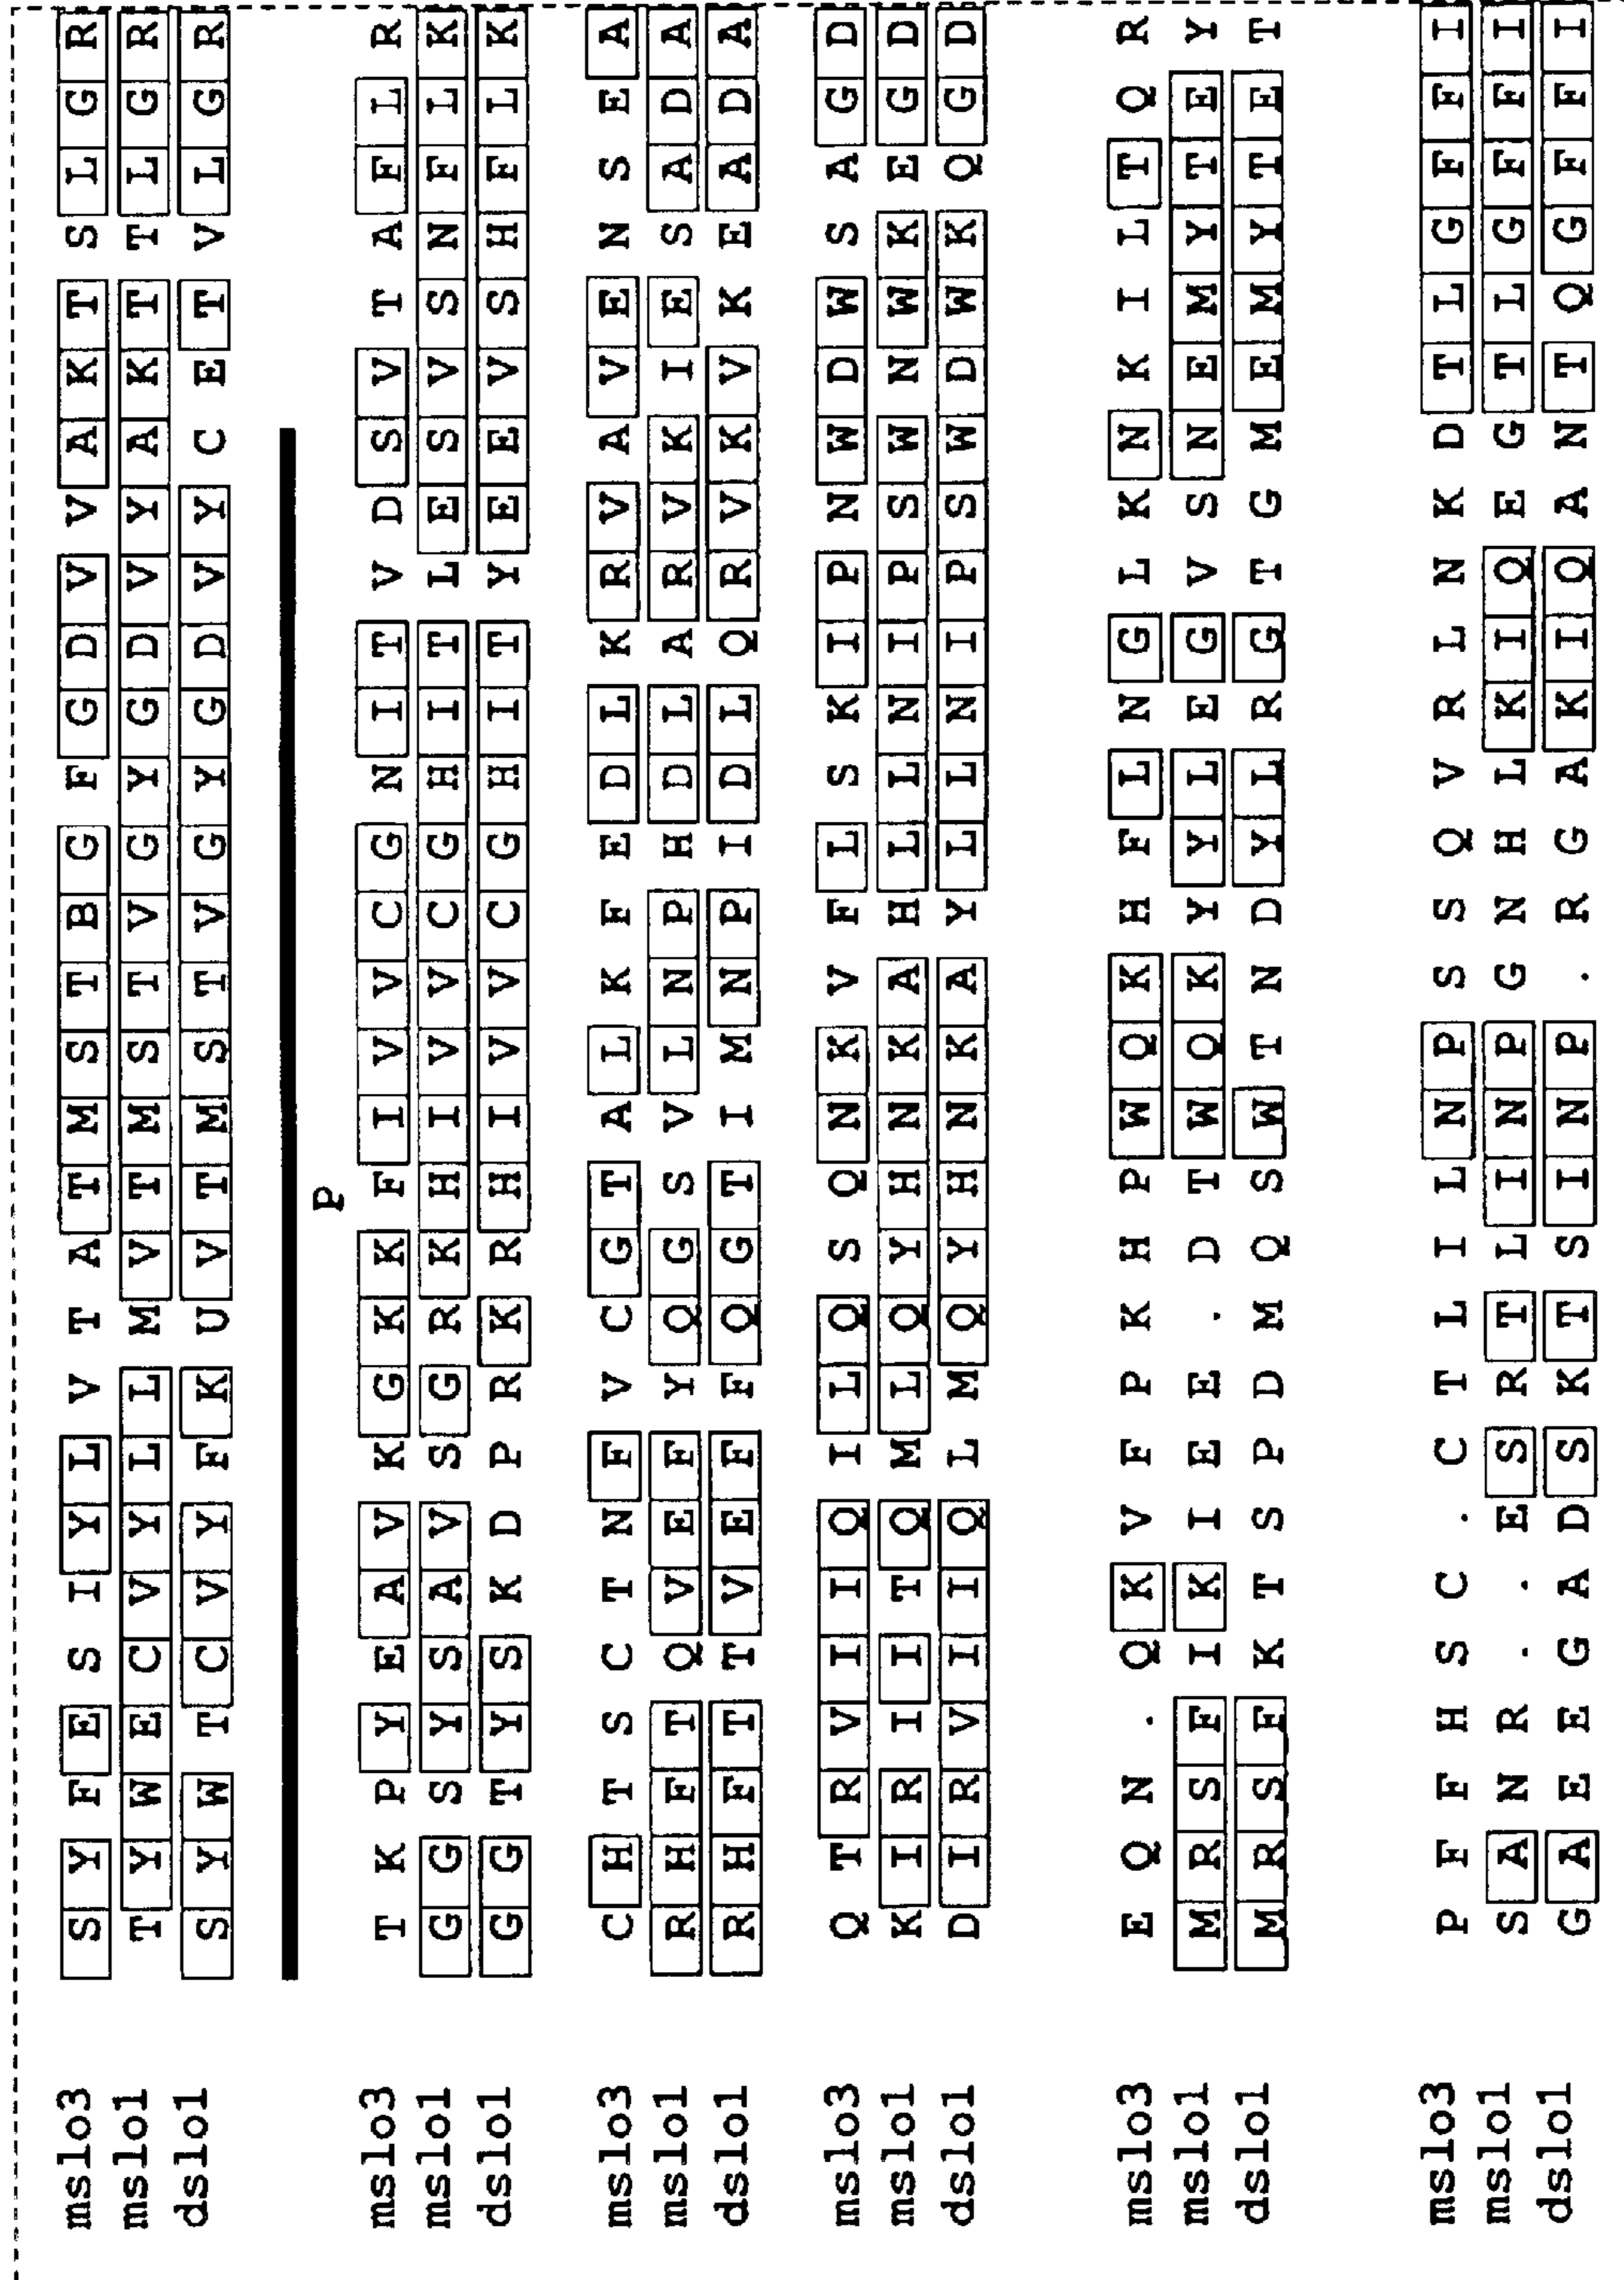 mslo3 S Y F E S I Y L V T A T M S T B G F G D V V A K T S L G R
mslo1 T Y W E C V Y L L M V T M S T V G Y G D V Y A K T T L G R
dslo1 S Y W T C V Y F K U V T M S T V G Y G D V Y C E T V L G R
P
mslo3 T K P Y E A V K G K K F I V V C G N I T V D S V T A F L R
mslo1 G G S Y S A V S G R K H I V V C G H I T L E S V S N F L K
dslo1 G G T Y S K D P R K R H I V V C G H I T Y E E V S H F L K
mslo3 C H T S C T N F V C G T A L K F E D L K R V A V E N S E A
mslo1 R H F T Q V E F Y Q G S V L N P H D L A R V K I E S A D A
dslo1 R H F T T V E F F Q G T I M N P I D L Q R V K V K E A D A
mslo3 Q T R V I I Q I L Q S Q N K V F L S K I P N W D W S A G D
mslo1 K I R I I T Q M L Q Y H N K A H L L N I P S W N W K E G D
dslo1 D I R V I I Q L M Q Y H N K A Y L L N I P S W D W K Q G D
mslo3 E Q N . Q K V F P K H P W Q K H F L N G L K N K I L T Q R
mslo1 M R S F I K I E E . D T W Q K Y Y L E G V S N E M Y T E Y
dslo1 M R S F K T S P D M Q S W T N D Y L R G T G M E M Y T E T
mslo3 P F F H S C . C T L I L N P S S Q V R L N K D T L G F F I
mslo1 S A N R . . E S R T L I N P G N H L K I Q E G T L G F F I
dslo1 G A E E G A D S K T S I N P . R G A K I Q A N T Q G F F I